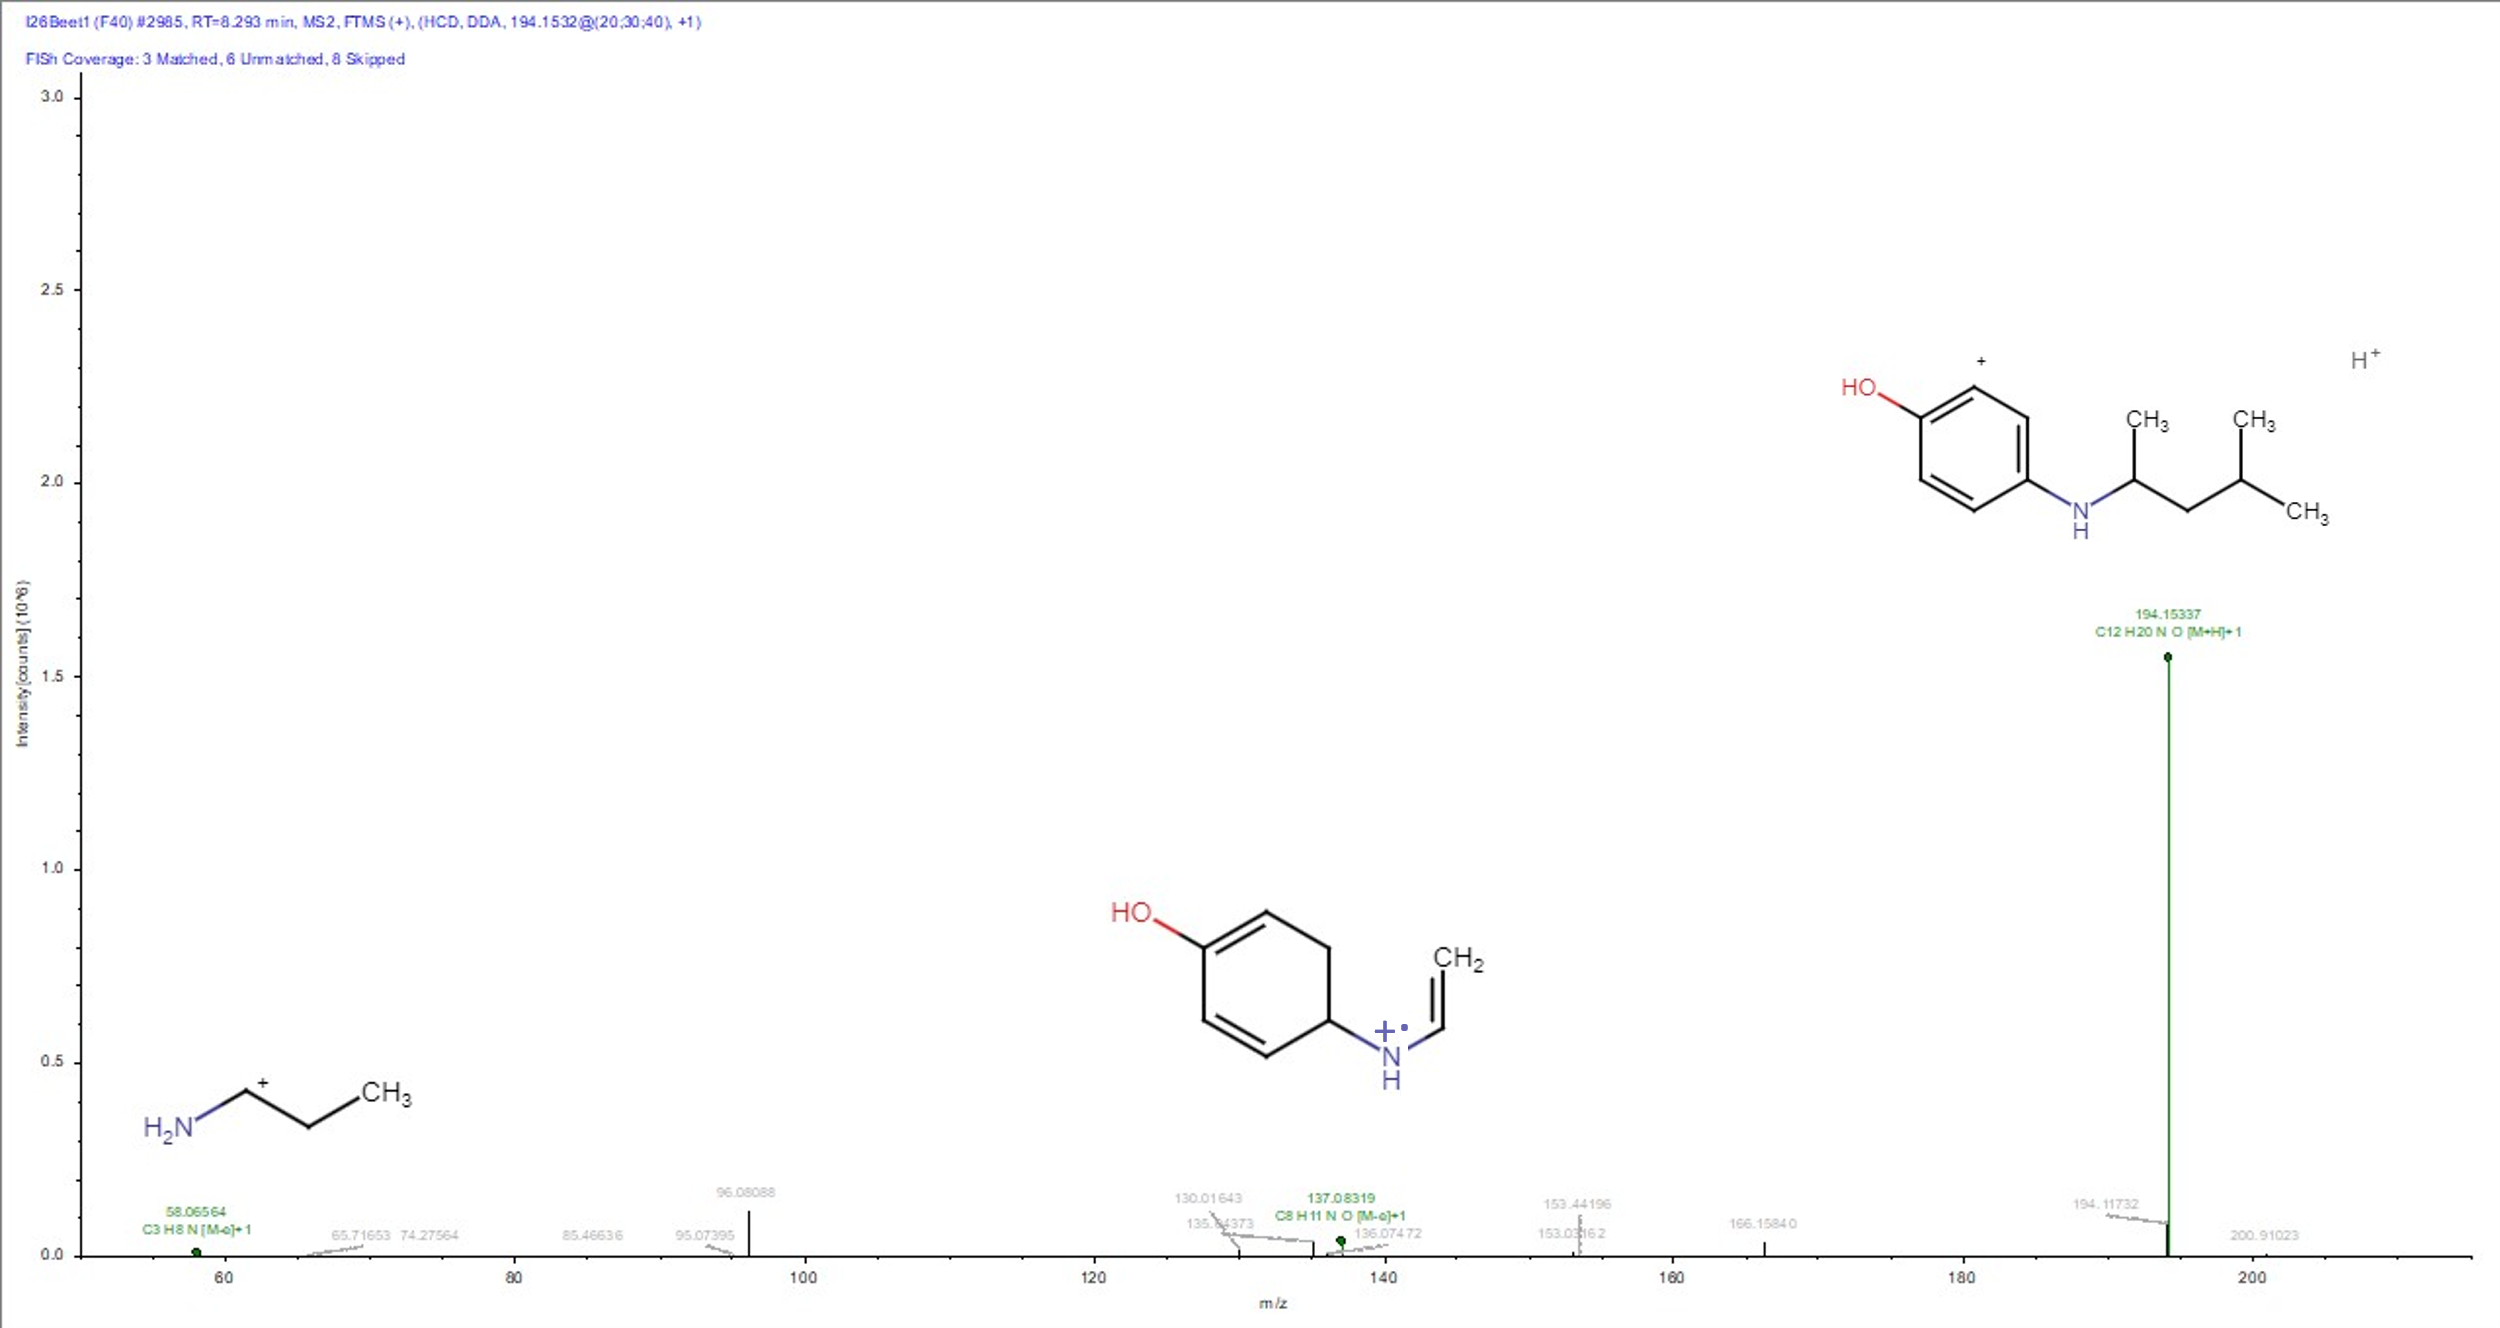 I26Beet1 (F40) #2985, RT=8.293 min, MS2, FTMS (+), (HCD, DDA, 194.1532@(20;30;40), +1)
FISh Coverage: 3 Matched, 6 Unmatched, 8 Skipped
3.0
2.5
2.0
1.5
1.0
0.5
0.0
Intensity [counts] (10^6)
HO
+
H+
CH3
CH3
N
H
CH3
194.15337
C12 H20 N O [M+H]+1
HO
CH2
+•
N
H
+
CH3
H2N
58.06564
C3 H8 N [M-e]+1
65.71653
74.27564
85.46636
95.07395
96.08088
130.01643
137.08319
C8 H11 N O [M-e]+1
136.07472
153.44196
166.15840
194.11732
200.91023
60
80
100
120
140
160
180
200
m/z